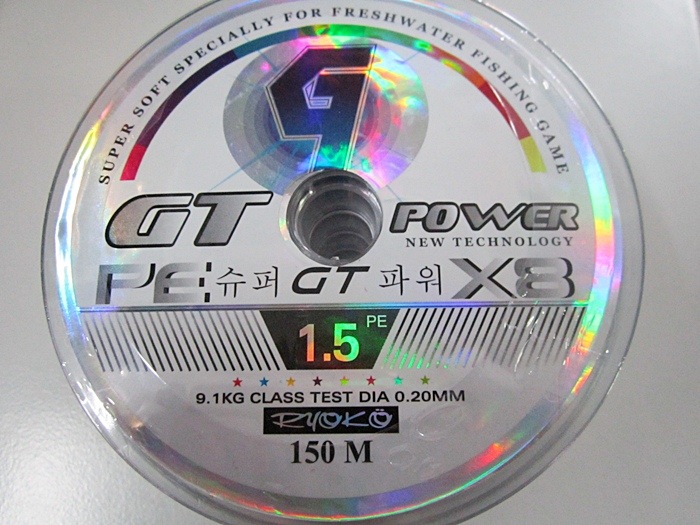 SUPER SOFT SPECIALLY FOR FRESHWATER FISHING GAME
GT POWER
NEW TECHNOLOGY
PE 슈퍼 GT 파워 X8
1.5 PE
9.1KG CLASS TEST DIA 0.20MM
RYOKÖ
150 M